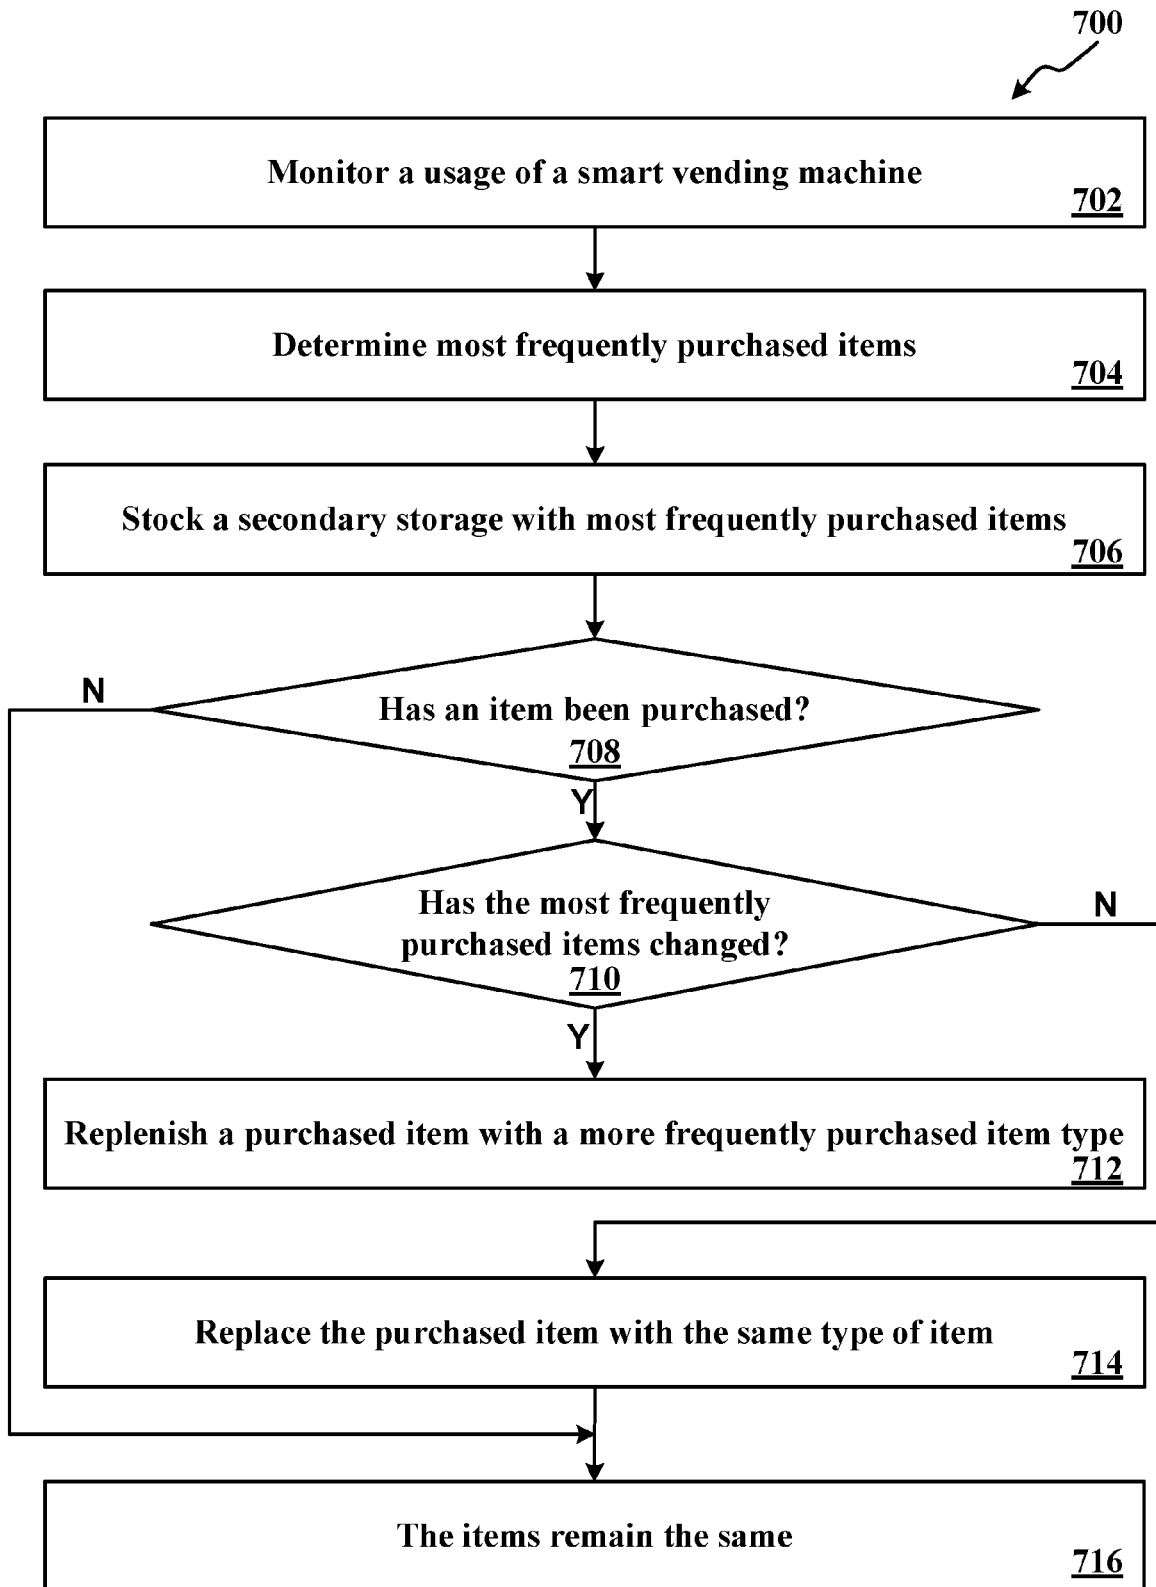 700
Monitor a usage of a smart vending machine
702
Determine most frequently purchased items
704
Stock a secondary storage with most frequently purchased items
706
N
Has an item been purchased?
708
Y
Has the most frequently
purchased items changed?
710
N
Y
Replenish a purchased item with a more frequently purchased item type
712
Replace the purchased item with the same type of item
714
The items remain the same
716